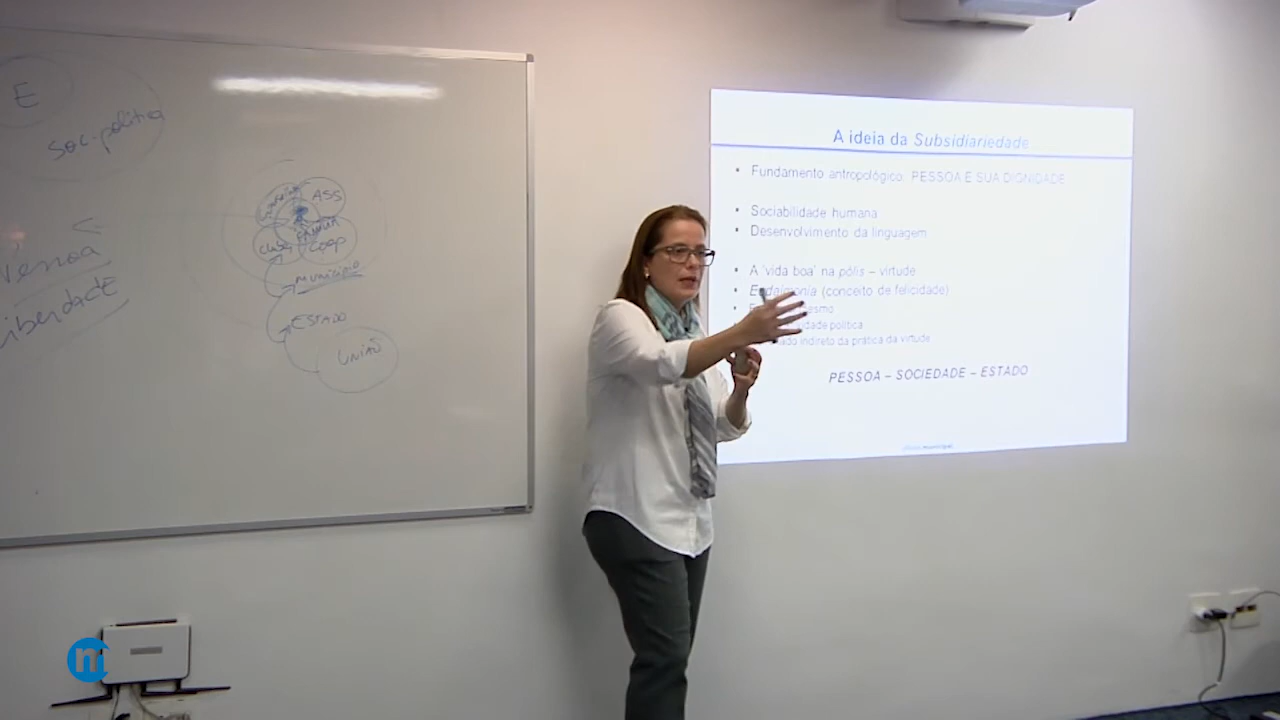 E
Soc. política
Pessoa
Liberdade
ASS
Família
clube
coop
município
ESTADO
UNIÃO
A ideia da Subsidiariedade
• Fundamento antropológico: PESSOA E SUA DIGNIDADE
• Sociabilidade humana
• Desenvolvimento da linguagem
• A 'vida boa' na pólis – virtude
• Eudaimonia (conceito de felicidade)
política
indireto da prática da virtude
PESSOA – SOCIEDADE – ESTADO
m